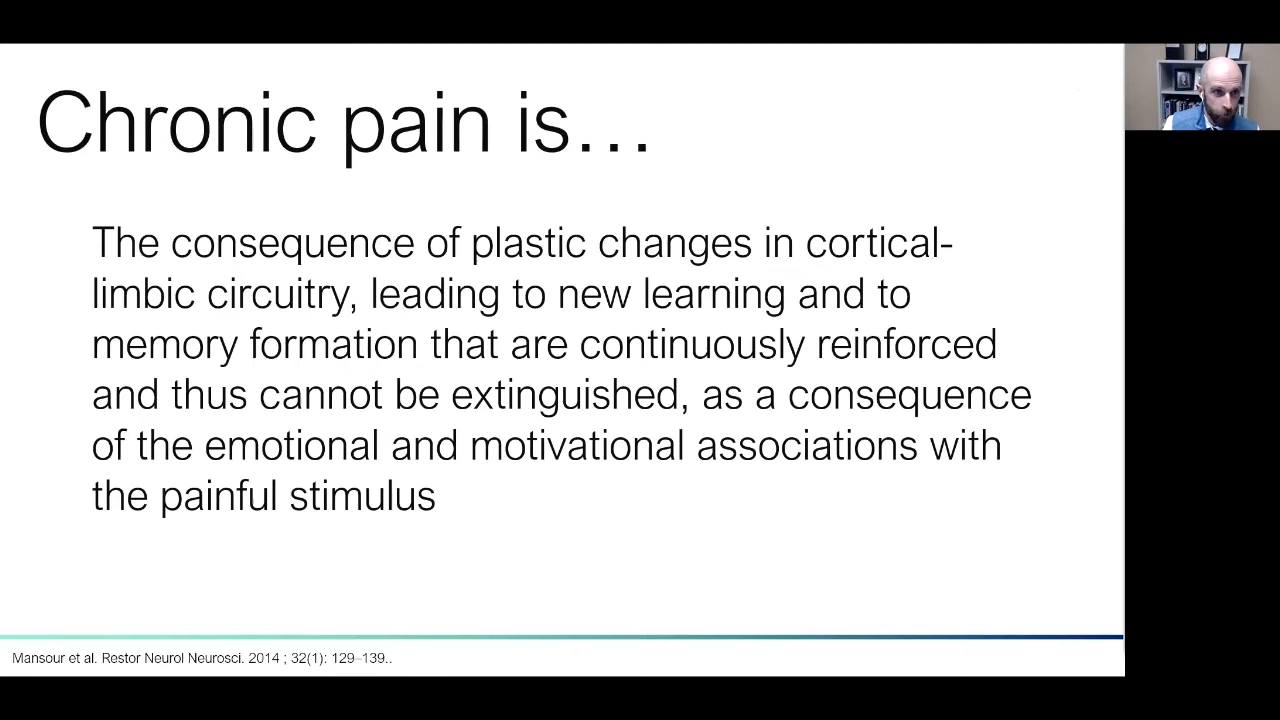 Chronic pain is…
The consequence of plastic changes in cortical-
limbic circuitry, leading to new learning and to
memory formation that are continuously reinforced
and thus cannot be extinguished, as a consequence
of the emotional and motivational associations with
the painful stimulus
Mansour et al. Restor Neurol Neurosci. 2014 ; 32(1): 129–139..